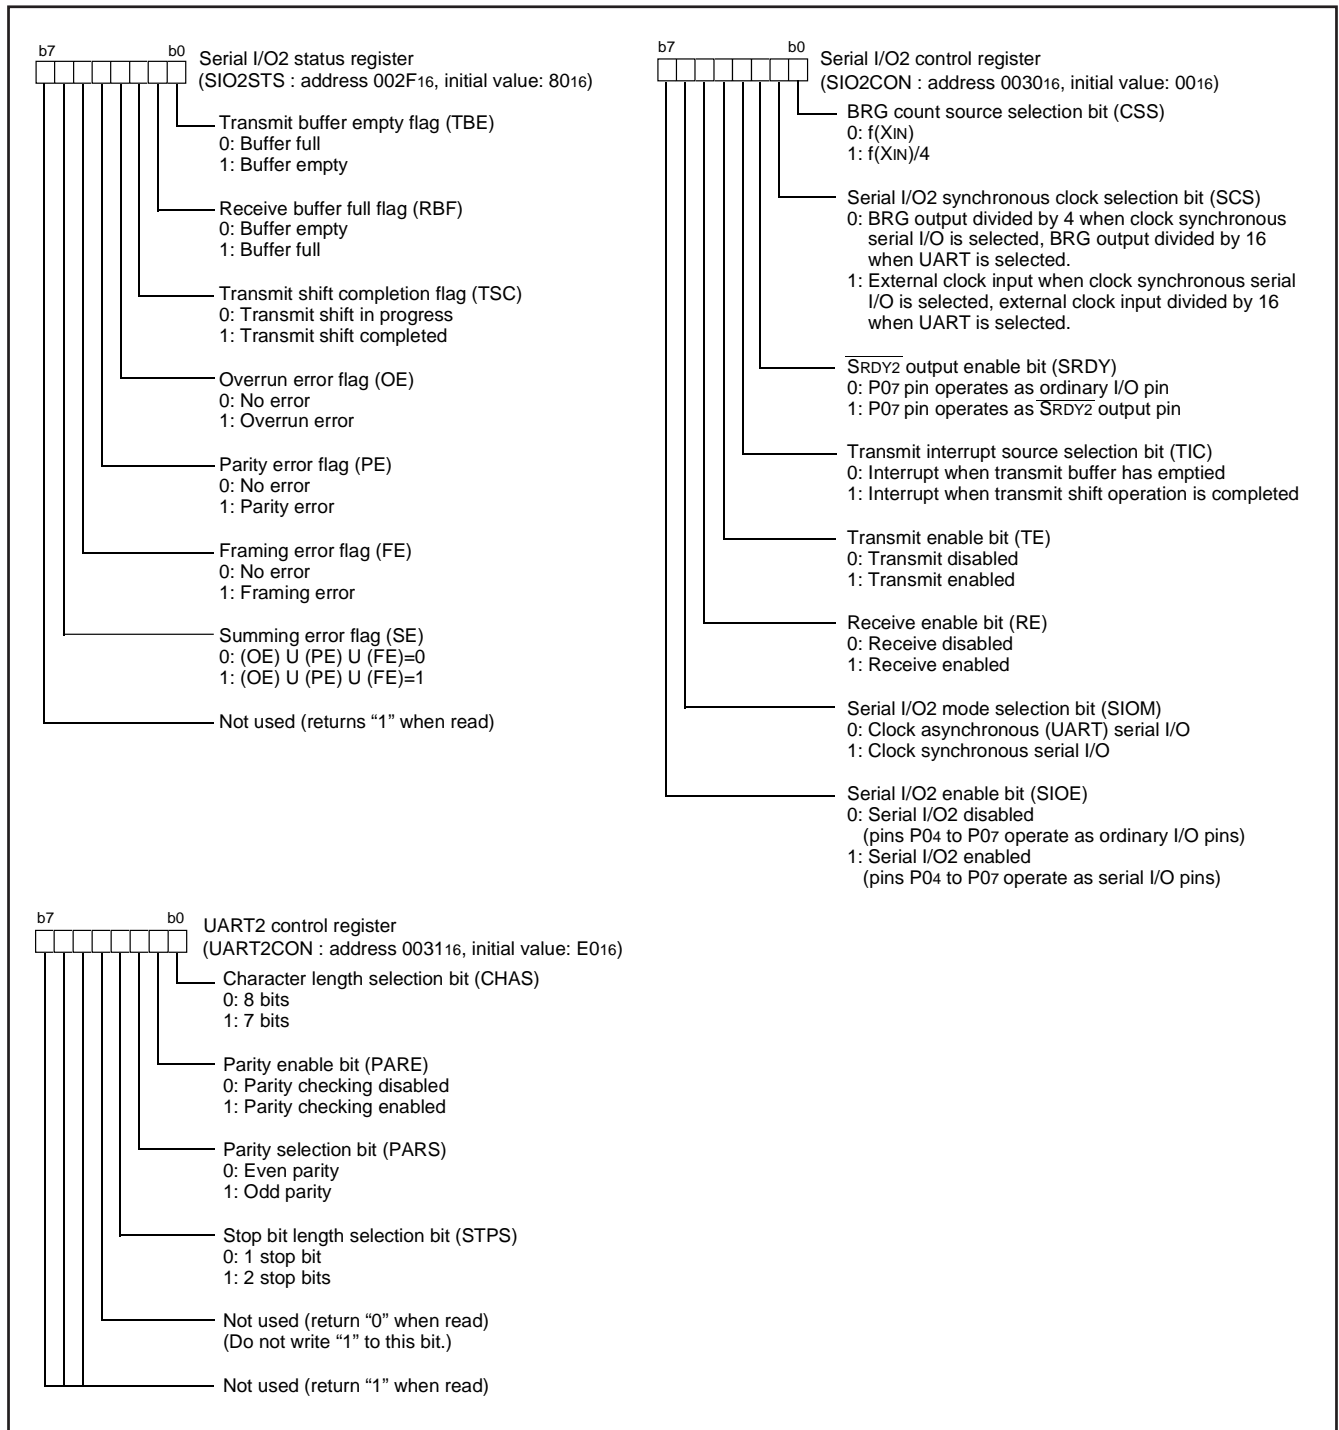 b7 b0
Serial I/O2 status register
(SIO2STS : address 002F16, initial value: 8016)
Transmit buffer empty flag (TBE)
0: Buffer full
1: Buffer empty
Receive buffer full flag (RBF)
0: Buffer empty
1: Buffer full
Transmit shift completion flag (TSC)
0: Transmit shift in progress
1: Transmit shift completed
Overrun error flag (OE)
0: No error
1: Overrun error
Parity error flag (PE)
0: No error
1: Parity error
Framing error flag (FE)
0: No error
1: Framing error
Summing error flag (SE)
0: (OE) U (PE) U (FE)=0
1: (OE) U (PE) U (FE)=1
Not used (returns “1” when read)
b7 b0
Serial I/O2 control register
(SIO2CON : address 003016, initial value: 0016)
BRG count source selection bit (CSS)
0: f(XIN)
1: f(XIN)/4
Serial I/O2 synchronous clock selection bit (SCS)
0: BRG output divided by 4 when clock synchronous
serial I/O is selected, BRG output divided by 16
when UART is selected.
1: External clock input when clock synchronous serial
I/O is selected, external clock input divided by 16
when UART is selected.
SRDY2 output enable bit (SRDY)
0: P07 pin operates as ordinary I/O pin
1: P07 pin operates as SRDY2 output pin
Transmit interrupt source selection bit (TIC)
0: Interrupt when transmit buffer has emptied
1: Interrupt when transmit shift operation is completed
Transmit enable bit (TE)
0: Transmit disabled
1: Transmit enabled
Receive enable bit (RE)
0: Receive disabled
1: Receive enabled
Serial I/O2 mode selection bit (SIOM)
0: Clock asynchronous (UART) serial I/O
1: Clock synchronous serial I/O
Serial I/O2 enable bit (SIOE)
0: Serial I/O2 disabled
(pins P04 to P07 operate as ordinary I/O pins)
1: Serial I/O2 enabled
(pins P04 to P07 operate as serial I/O pins)
b7 b0
UART2 control register
(UART2CON : address 003116, initial value: E016)
Character length selection bit (CHAS)
0: 8 bits
1: 7 bits
Parity enable bit (PARE)
0: Parity checking disabled
1: Parity checking enabled
Parity selection bit (PARS)
0: Even parity
1: Odd parity
Stop bit length selection bit (STPS)
0: 1 stop bit
1: 2 stop bits
Not used (return “0” when read)
(Do not write “1” to this bit.)
Not used (return “1” when read)